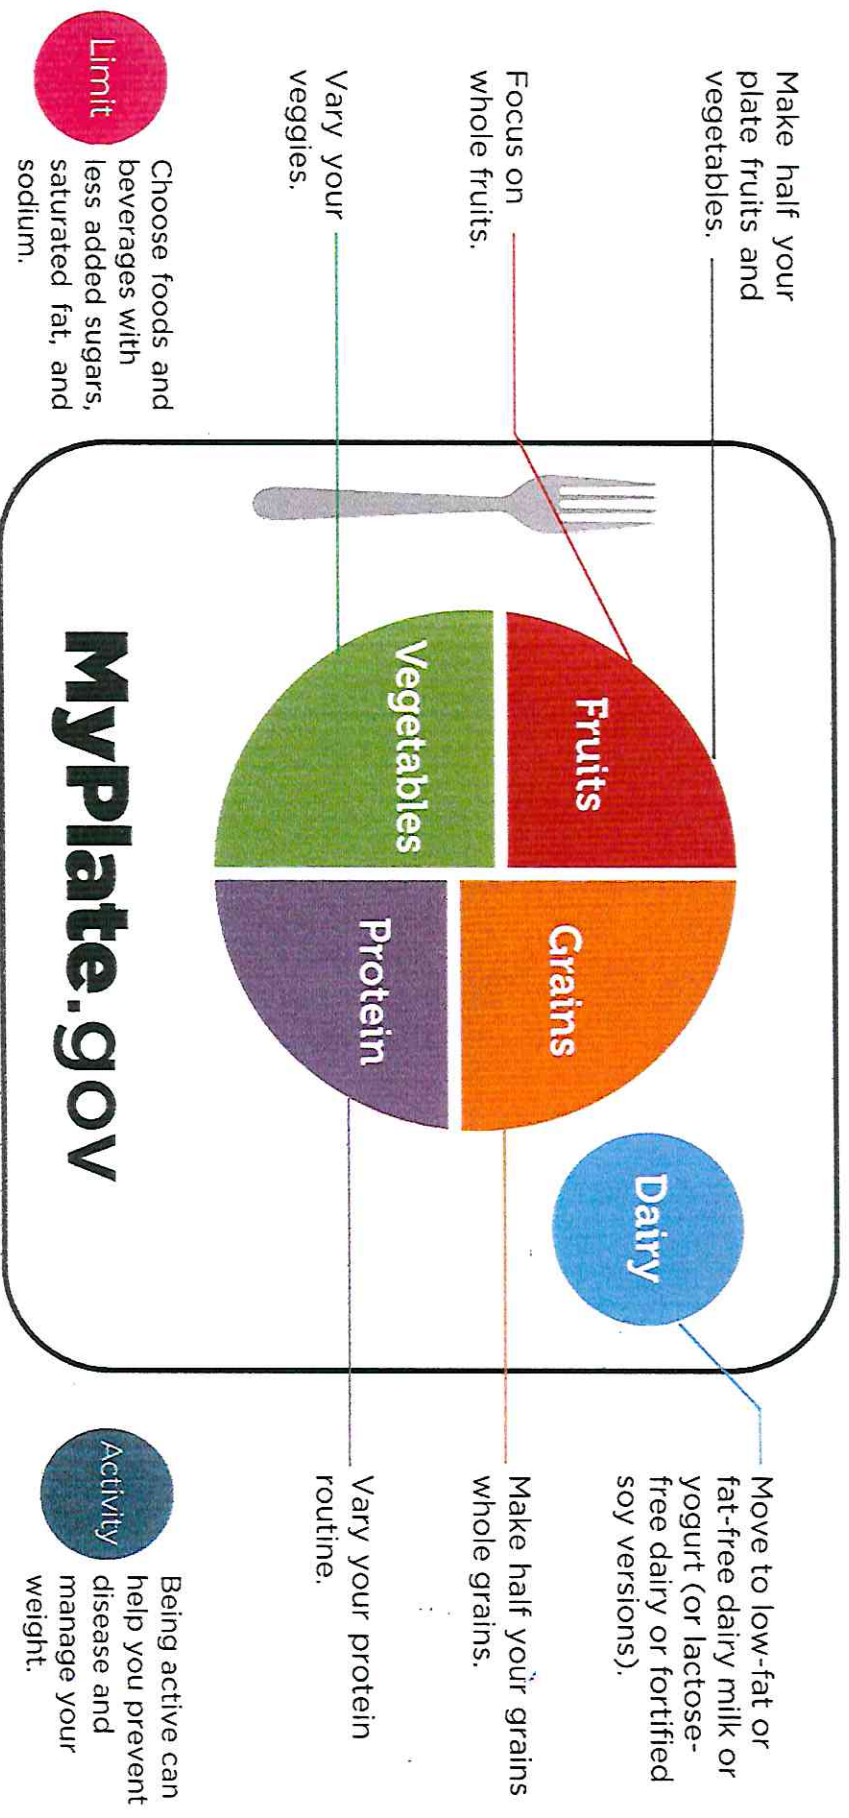 Make half your
plate fruits and
vegetables.
Focus on
whole fruits.
Vary your
veggies.
Fruits
Vegetables
Grains
Protein
Dairy
Move to low-fat or
fat-free dairy milk or
yogurt (or lactose-
free dairy or fortified
soy versions).
Make half your grains
whole grains.
Vary your protein
routine.
MyPlate.gov
Limit
Choose foods and
beverages with
less added sugars,
saturated fat, and
sodium.
Activity
Being active can
help you prevent
disease and
manage your
weight.